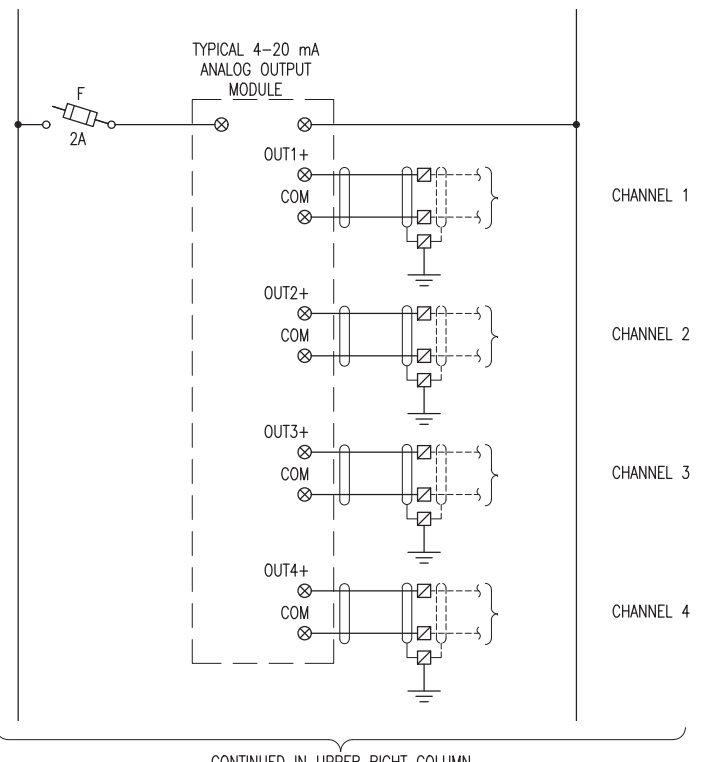 TYPICAL 4-20 mA
ANALOG OUTPUT
MODULE
F
2A
OUT1+
COM
CHANNEL 1
OUT2+
COM
CHANNEL 2
OUT3+
COM
CHANNEL 3
OUT4+
COM
CHANNEL 4
CONTINUED IN UPPER RIGHT COLUMN